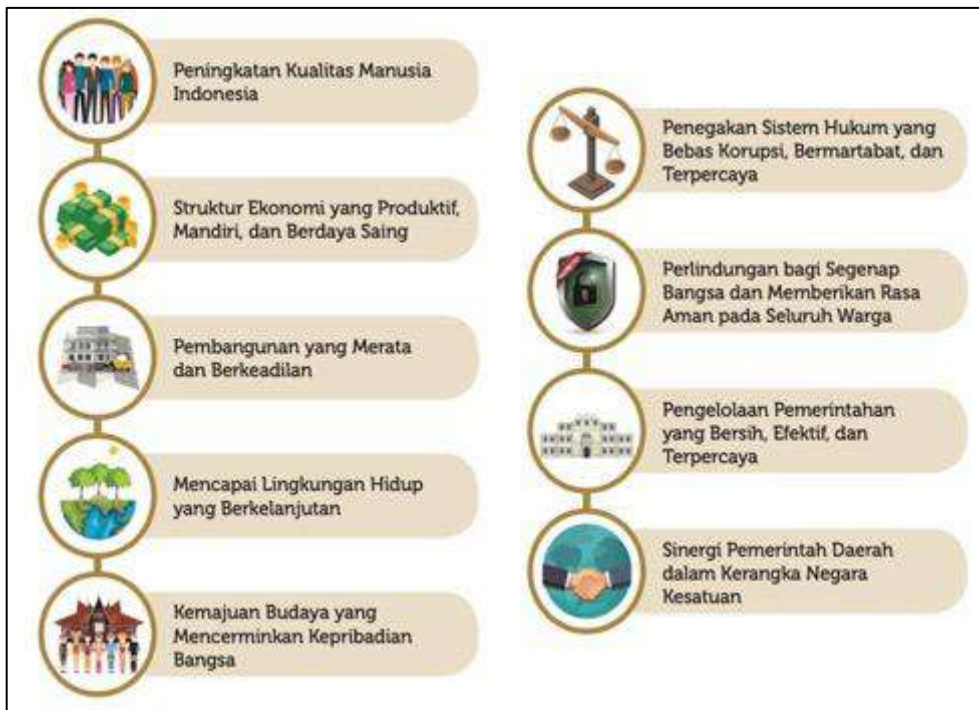 Peningkatan Kualitas Manusia
Indonesia
Struktur Ekonomi yang Produktif,
Mandiri, dan Berdaya Saing
Pembangunan yang Merata
dan Berkeadilan
Mencapai Lingkungan Hidup
yang Berkelanjutan
Kemajuan Budaya yang
Mencerminkan Kepribadian
Bangsa
Penegakan Sistem Hukum yang
Bebas Korupsi, Bermartabat, dan
Terpercaya
Perlindungan bagi Segenap
Bangsa dan Memberikan Rasa
Aman pada Seluruh Warga
Pengelolaan Pemerintahan
yang Bersih, Efektif, dan
Terpercaya
Sinergi Pemerintah Daerah
dalam Kerangka Negara
Kesatuan